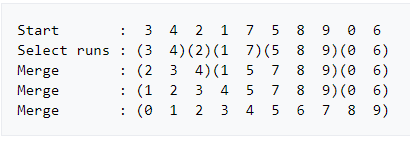 Start       : 3  4  2  1  7  5  8  9  0  6
Select runs : (3  4)(2)(1  7)(5  8  9)(0  6)
Merge       : (2  3  4)(1  5  7  8  9)(0  6)
Merge       : (1  2  3  4  5  7  8  9)(0  6)
Merge       : (0  1  2  3  4  5  6  7  8  9)